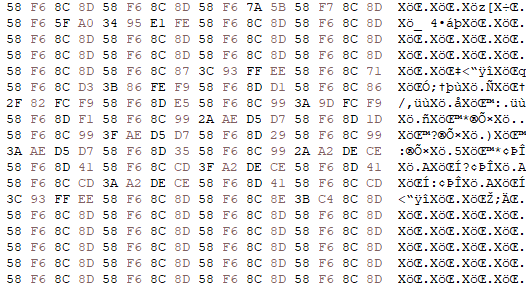 58 F6 8C 8D 58 F6 8C 8D 58 F6 7A 5B 58 F7 8C 8D XöŒ.XöŒ.Xöz[X÷Œ.
58 F6 5F A0 34 95 E1 FE 58 F6 8C 8D 58 F6 8C 8D Xö_ 4•áþXöŒ.XöŒ.
58 F6 8C 8D 58 F6 8C 8D 58 F6 8C 8D 58 F6 8C 8D XöŒ.XöŒ.XöŒ.XöŒ.
58 F6 8C 8D 58 F6 8C 8D 58 F6 8C 8D 58 F6 8C 8D XöŒ.XöŒ.XöŒ.XöŒ.
58 F6 8C 8D 58 F6 8C 87 3C 93 FF EE 58 F6 8C 71 XöŒ.XöŒ‡<“ÿîXöŒq
58 F6 8C D3 3B 86 FE F9 58 F6 8D D1 58 F6 8C 86 XöŒÓ;†þùXö.ÑXöŒ†
2F 82 FC F9 58 F6 8D E5 58 F6 8C 99 3A 9D FC F9 /‚üùXö.åXöŒ™:.üù
58 F6 8D F1 58 F6 8C 99 2A AE D5 D7 58 F6 8D 1D Xö.ñXöŒ™*®Õ×Xö..
58 F6 8C 99 3F AE D5 D7 58 F6 8D 29 58 F6 8C 99 XöŒ™?®Õ×Xö.)XöŒ™
3A AE D5 D7 58 F6 8D 35 58 F6 8C 99 2A A2 DE CE :®Õ×Xö.5XöŒ™*¢ÞÎ
58 F6 8D 41 58 F6 8C CD 3F A2 DE CE 58 F6 8D 41 Xö.AXöŒÍ?¢ÞÎXö.A
58 F6 8C CD 3A A2 DE CE 58 F6 8D 41 58 F6 8C CD XöŒÍ:¢ÞÎXö.AXöŒÍ
3C 93 FF EE 58 F6 8C 8D 58 F6 8C 8E 3B C4 8C 8D <“ÿîXöŒ.XöŒŽ;ÄŒ.
58 F6 8C 8D 58 F6 8C 8D 58 F6 8C 8D 58 F6 8C 8D XöŒ.XöŒ.XöŒ.XöŒ.
58 F6 8C 8D 58 F6 8C 8D 58 F6 8C 8D 58 F6 8C 8D XöŒ.XöŒ.XöŒ.XöŒ.
58 F6 8C 8D 58 F6 8C 8D 58 F6 8C 8D 58 F6 8C 8D XöŒ.XöŒ.XöŒ.XöŒ.
58 F6 8C 8D 58 F6 8C 8D 58 F6 8C 8D 58 F6 8C 8D XöŒ.XöŒ.XöŒ.XöŒ.
58 F6 8C 8D 58 F6 8C 8D 58 F6 8C 8D 58 F6 8C 8D XöŒ.XöŒ.XöŒ.XöŒ.